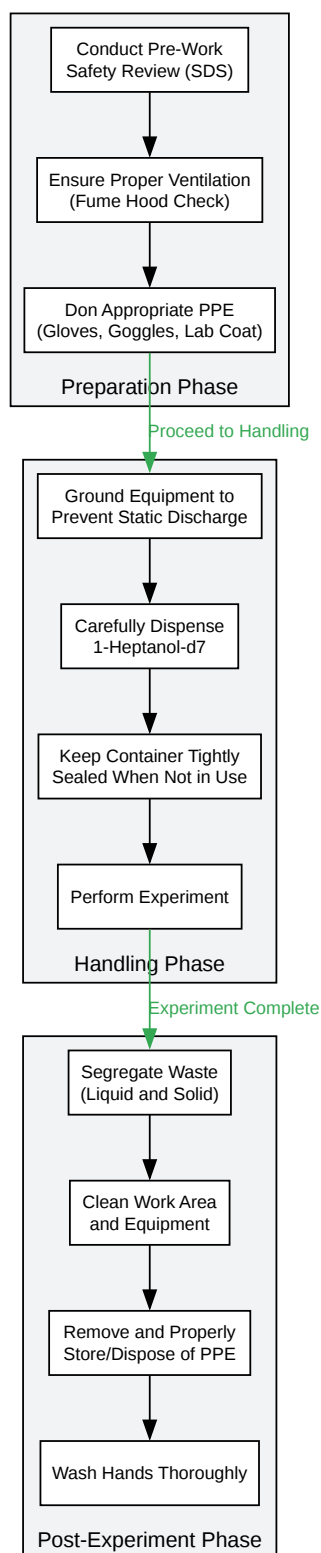 Conduct Pre-Work
Safety Review (SDS)
Ensure Proper Ventilation
(Fume Hood Check)
Don Appropriate PPE
(Gloves, Goggles, Lab Coat)
Preparation Phase
Proceed to Handling
Ground Equipment to
Prevent Static Discharge
Carefully Dispense
1-Heptanol-d7
Keep Container Tightly
Sealed When Not in Use
Perform Experiment
Handling Phase
Experiment Complete
Segregate Waste
(Liquid and Solid)
Clean Work Area
and Equipment
Remove and Properly
Store/Dispose of PPE
Wash Hands Thoroughly
Post-Experiment Phase